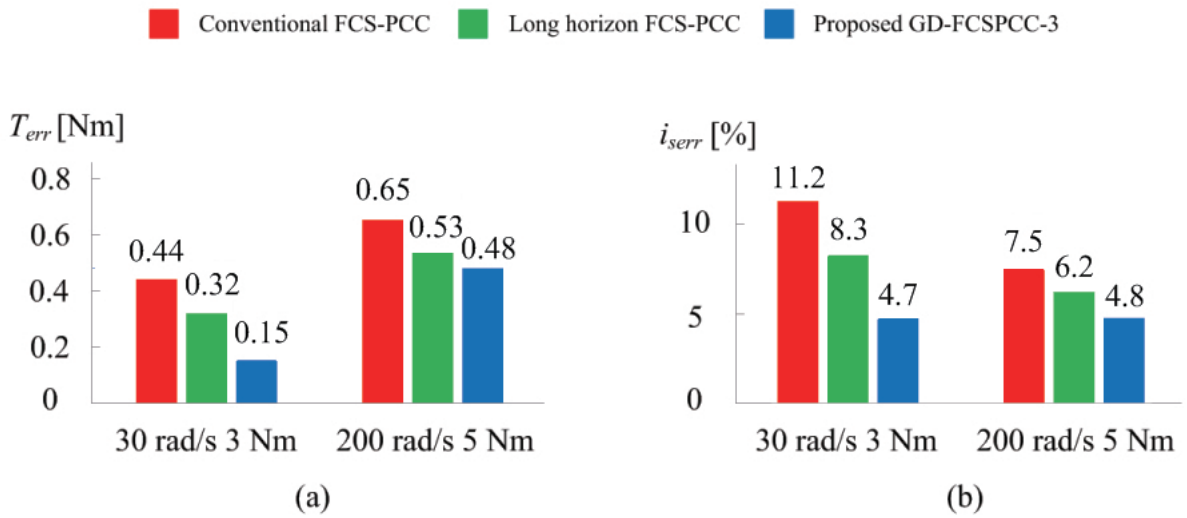 Conventional FCS-PCC Long horizon FCS-PCC Proposed GD-FCSPCC-3
T_err [Nm]
0.8
0.6
0.4
0.2
0
0.44
0.32
0.15
0.65
0.53
0.48
30 rad/s 3 Nm 200 rad/s 5 Nm
(a)
i_serr [%]
10
5
0
11.2
8.3
4.7
7.5
6.2
4.8
30 rad/s 3 Nm 200 rad/s 5 Nm
(b)